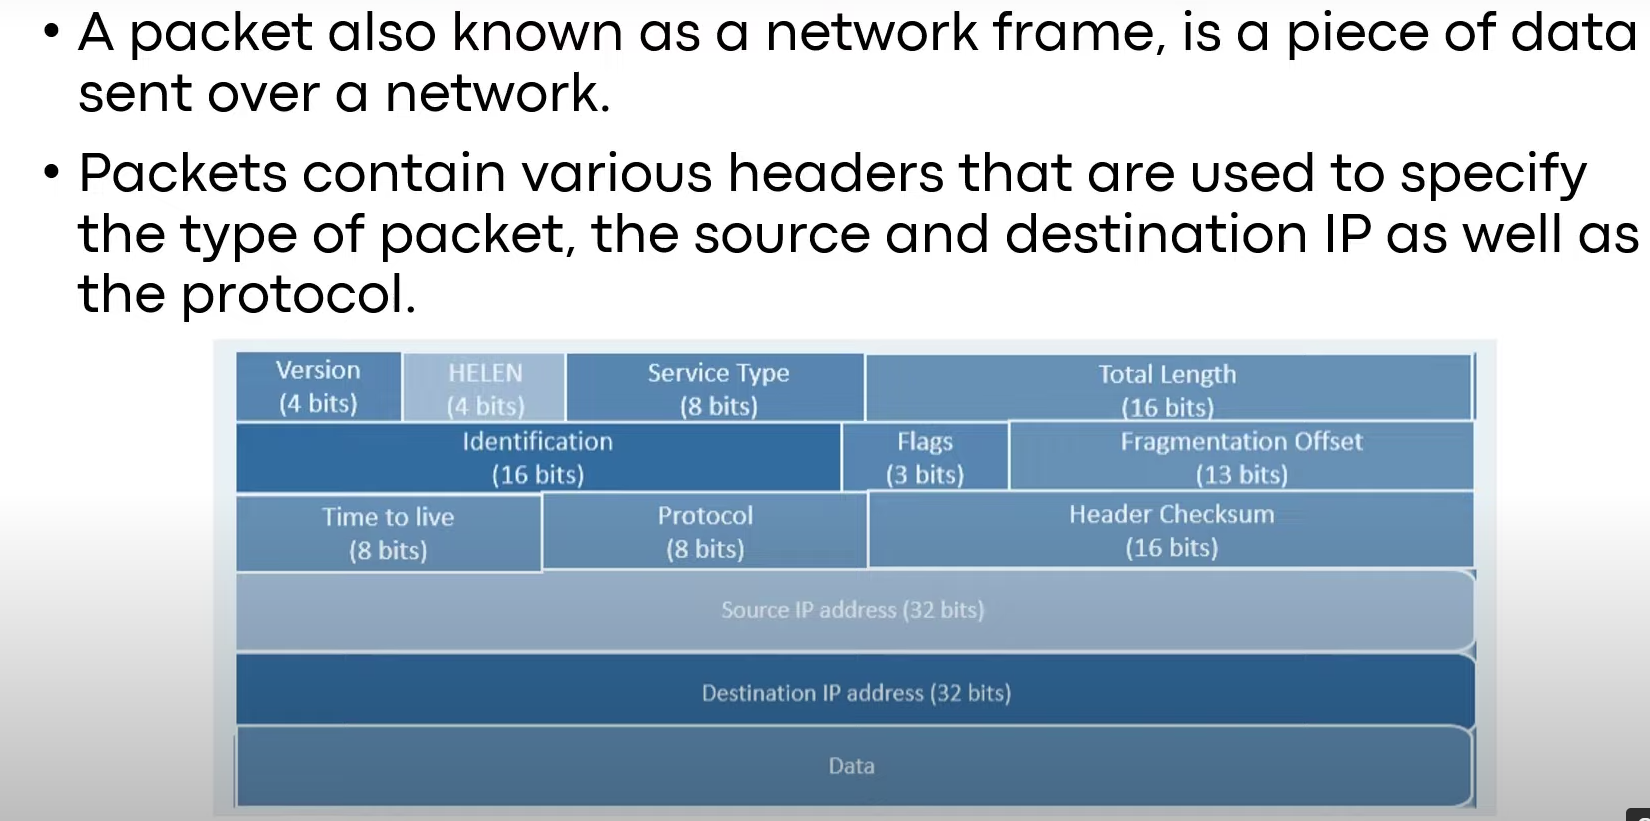 • A packet also known as a network frame, is a piece of data
sent over a network.
• Packets contain various headers that are used to specify
the type of packet, the source and destination IP as well as
the protocol.
Version
(4 bits)
HELEN
(4 bits)
Service Type
(8 bits)
Total Length
(16 bits)
Identification
(16 bits)
Flags
(3 bits)
Fragmentation Offset
(13 bits)
Time to live
(8 bits)
Protocol
(8 bits)
Header Checksum
(16 bits)
Source IP address (32 bits)
Destination IP address (32 bits)
Data